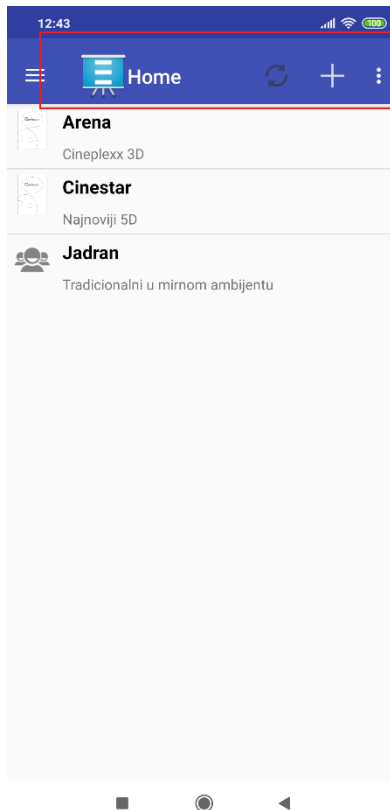 12:43
100
Home
Arena
Cineplexx 3D
Cinestar
Najnoviji 5D
Jadran
Tradicionalni u mirnom ambijentu